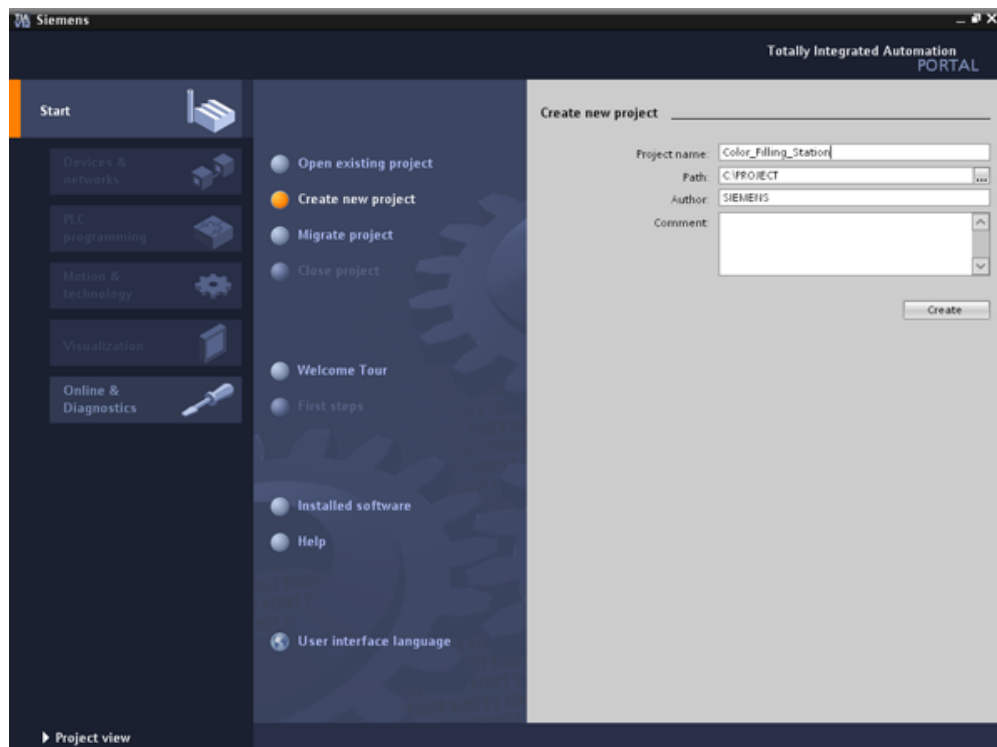 Siemens
Totally Integrated Automation
PORTAL
Start
Devices &
networks
PLC
programming
Motion &
technology
Visualization
Online &
Diagnostics
Open existing project
Create new project
Migrate project
Close project
Welcome Tour
First steps
Installed software
Help
User interface language
Create new project
Project name: Color_Filling_Station
Path: C:\PROJECT
...
Author: SIEMENS
Comment:
Create
Project view